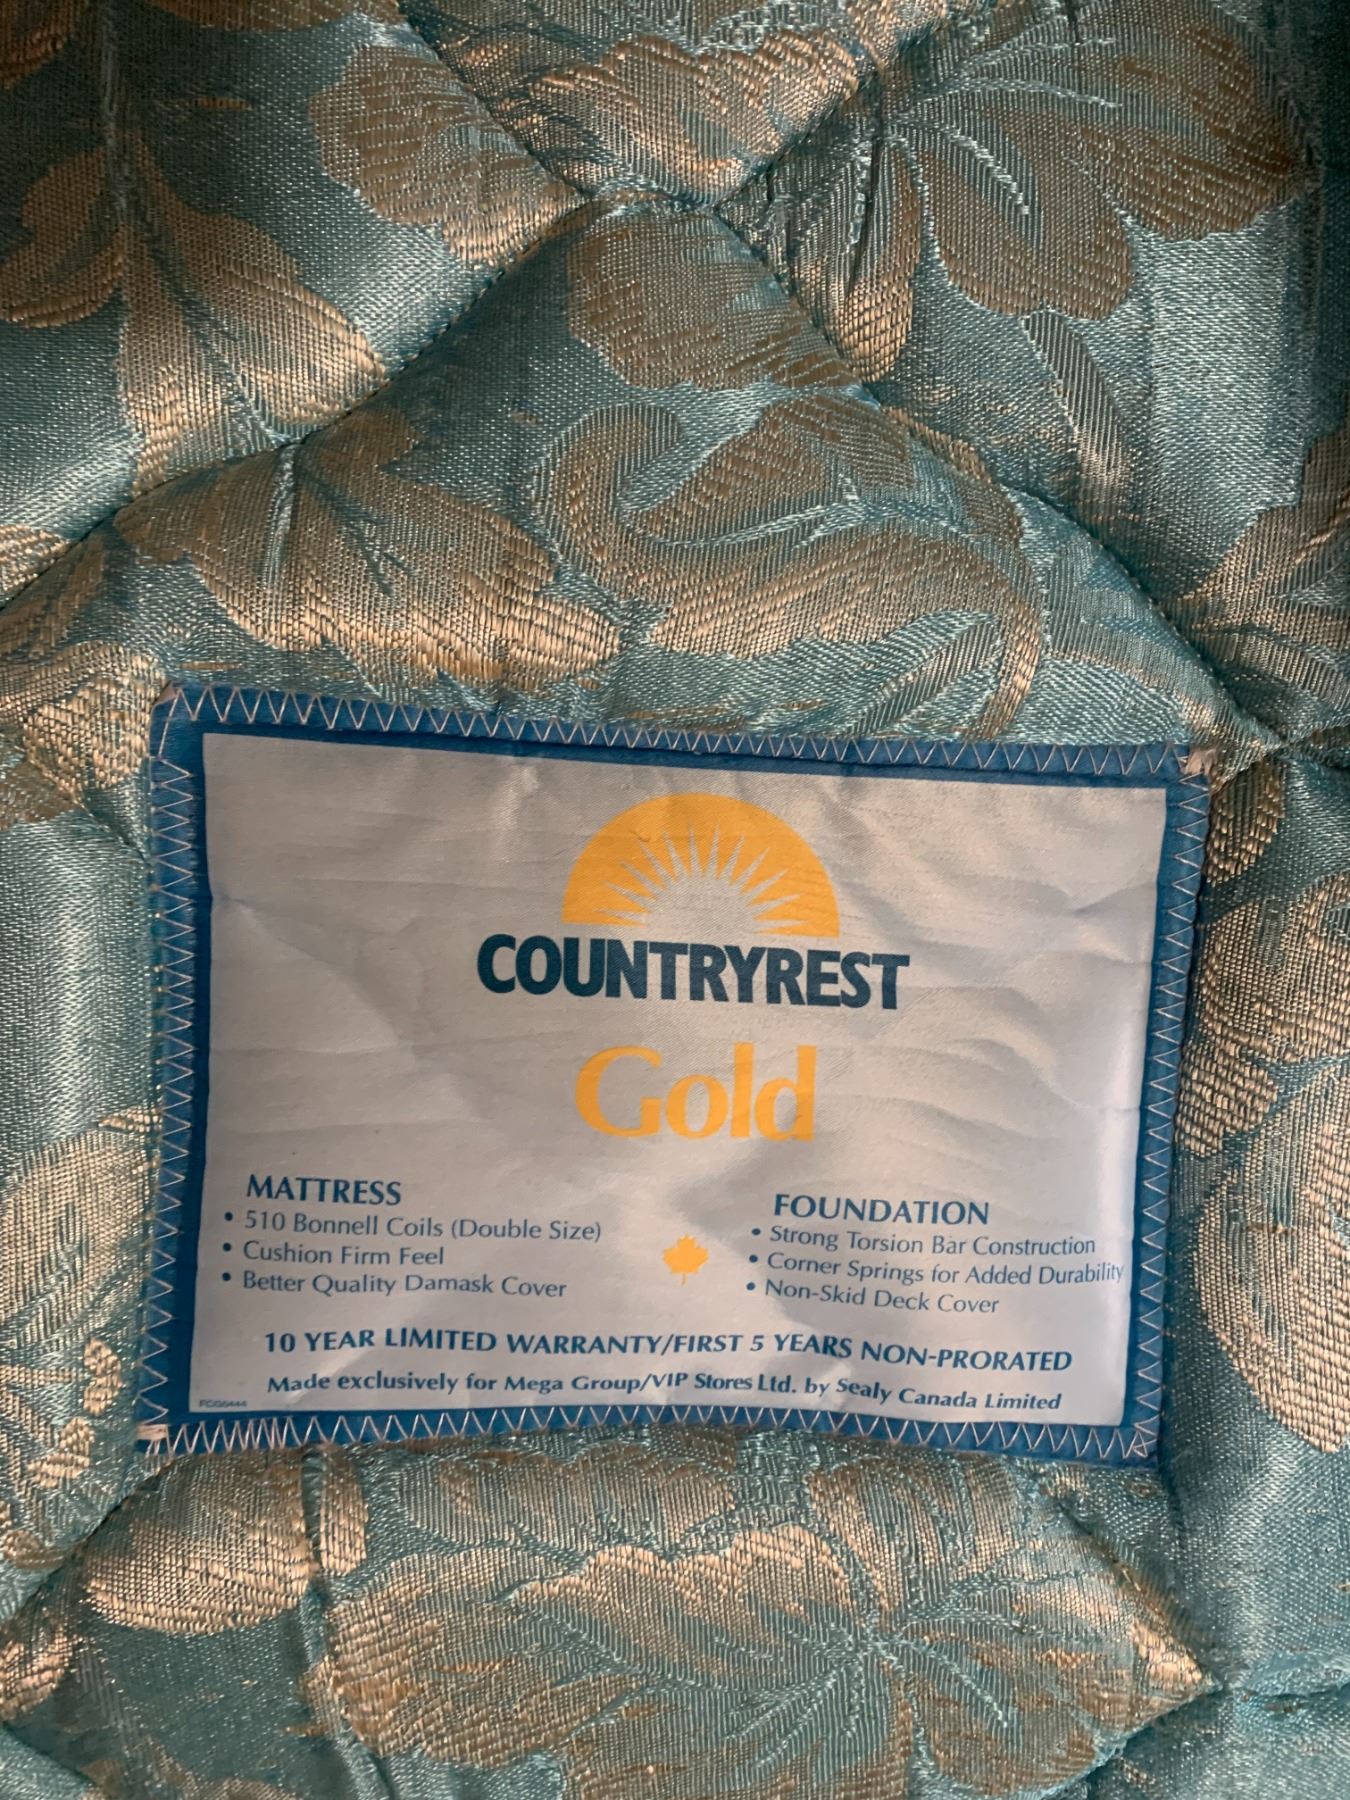 COUNTRYREST
Gold
MATTRESS
• 510 Bonnell Coils (Double Size)
• Cushion Firm Feel
• Better Quality Damask Cover
FOUNDATION
• Strong Torsion Bar Construction
• Corner Springs for Added Durability
• Non-Skid Deck Cover
10 YEAR LIMITED WARRANTY/FIRST 5 YEARS NON-PRORATED
Made exclusively for Mega Group/VIP Stores Ltd. by Sealy Canada Limited